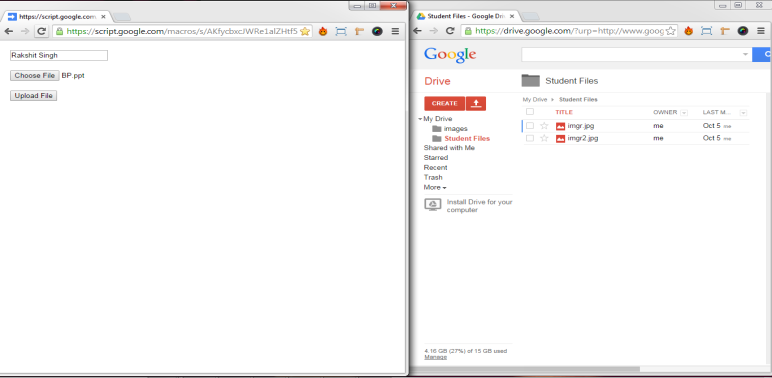 https://script.google.com
https://script.google.com/macros/s/AKfycbxcJWRe1alZHtf5
Rakshit Singh
Choose File BP.ppt
Upload File
Student Files - Google Driv
https://drive.google.com/?urp=http://www.goog
Google
Drive
Student Files
CREATE
My Drive Student Files
TITLE OWNER LAST M...
My Drive
images
Student Files
Shared with Me
Starred
Recent
Trash
More
imgr.jpg me Oct 5 me
imgr2.jpg me Oct 5 me
Install Drive for your
computer
4.16 GB (27%) of 15 GB used
Manage